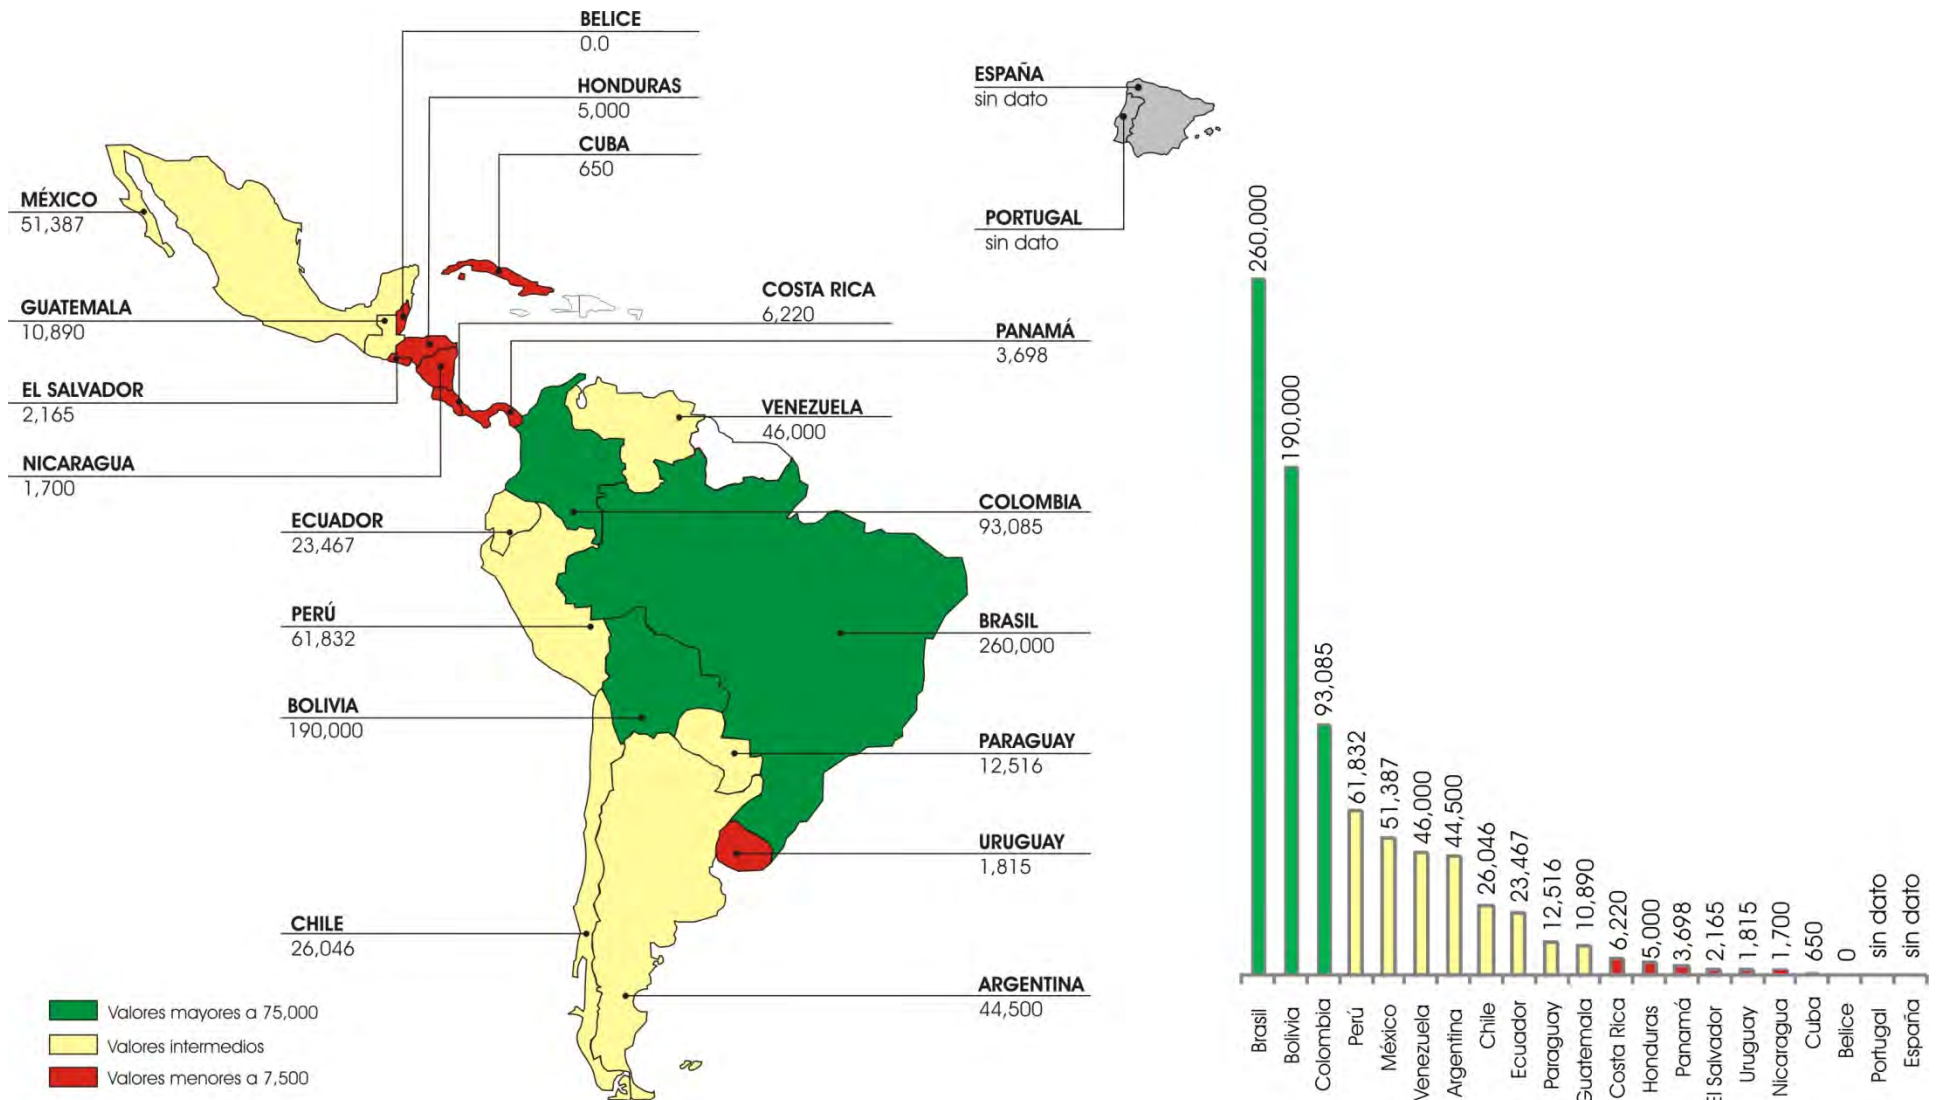 BELICE
0.0
HONDURAS
5,000
CUBA
650
MÉXICO
51,387
GUATEMALA
10,890
EL SALVADOR
2,165
NICARAGUA
1,700
COSTA RICA
6,220
PANAMÁ
3,698
VENEZUELA
46,000
ECUADOR
23,467
COLOMBIA
93,085
PERÚ
61,832
BRASIL
260,000
BOLIVIA
190,000
PARAGUAY
12,516
URUGUAY
1,815
CHILE
26,046
ARGENTINA
44,500
ESPAÑA
sin dato
PORTUGAL
sin dato
Valores mayores a 75,000
Valores intermedios
Valores menores a 7,500
260,000
190,000
93,085
61,832
51,387
46,000
44,500
26,046
23,467
12,516
10,890
6,220
5,000
3,698
2,165
1,815
1,700
650
0
sin dato
sin dato
Brasil
Bolivia
Colombia
Perú
México
Venezuela
Argentina
Chile
Ecuador
Paraguay
Guatemala
Costa Rica
Honduras
Panamá
El Salvador
Uruguay
Nicaragua
Cuba
Belice
Portugal
España